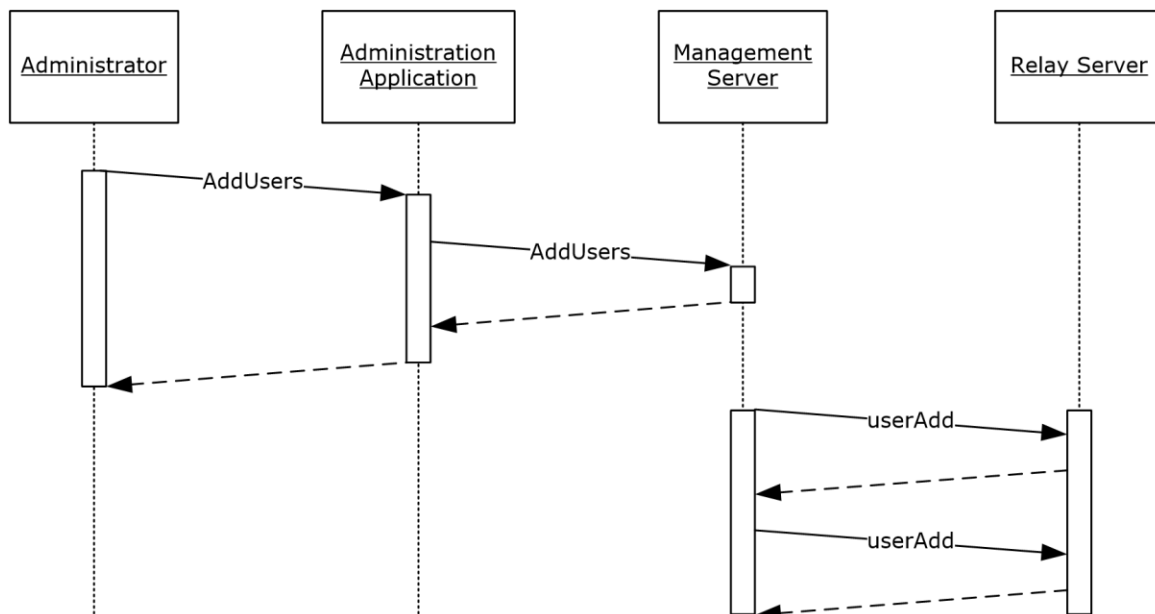 Administrator
Administration
Application
Management
Server
Relay Server
AddUsers
AddUsers
userAdd
userAdd